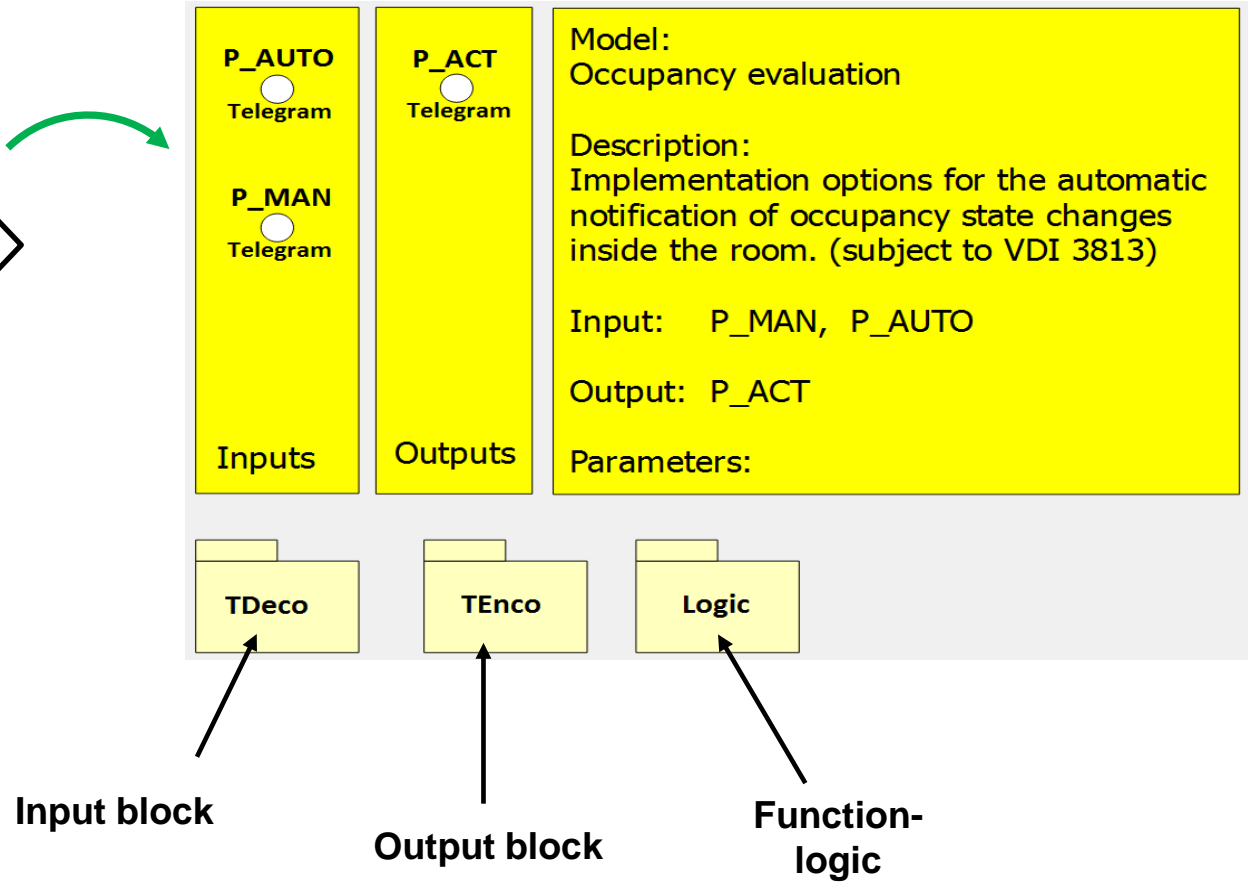 P_AUTO
Telegram
P_MAN
Telegram
Inputs
P_ACT
Telegram
Outputs
Model:
Occupancy evaluation
Description:
Implementation options for the automatic
notification of occupancy state changes
inside the room. (subject to VDI 3813)
Input: P_MAN, P_AUTO
Output: P_ACT
Parameters:
TDeco
TEnco
Logic
Input block
Output block
Function-
logic